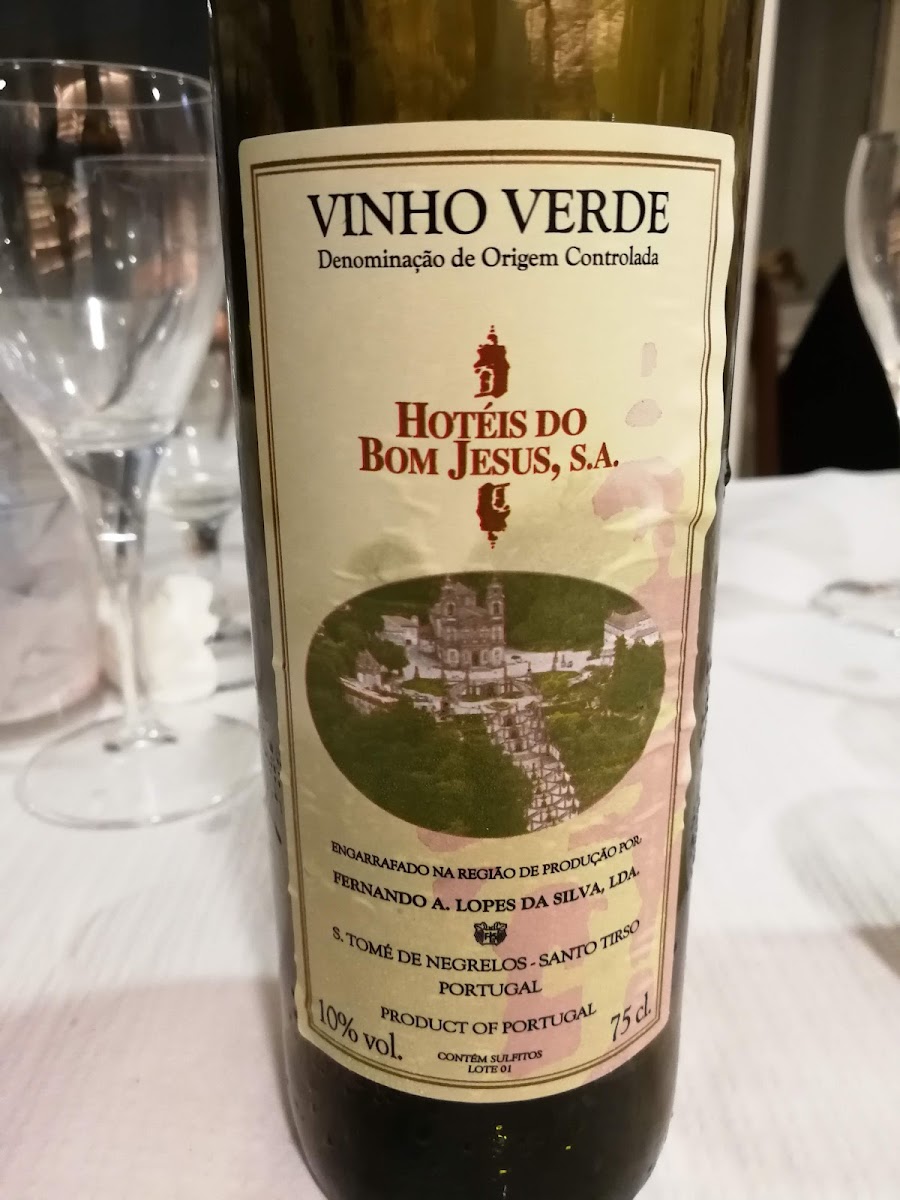 VINHO VERDE
Denominação de Origem Controlada
HOTÉIS DO
BOM JESUS, S.A.
ENGARRAFADO NA REGIÃO DE PRODUÇÃO POR:
FERNANDO A. LOPES DA SILVA, LDA.
S. TOMÉ DE NEGRELOS - SANTO TIRSO
PORTUGAL
PRODUCT OF PORTUGAL
10% vol.
75 cl.
CONTÉM SULFITOS
LOTE 01